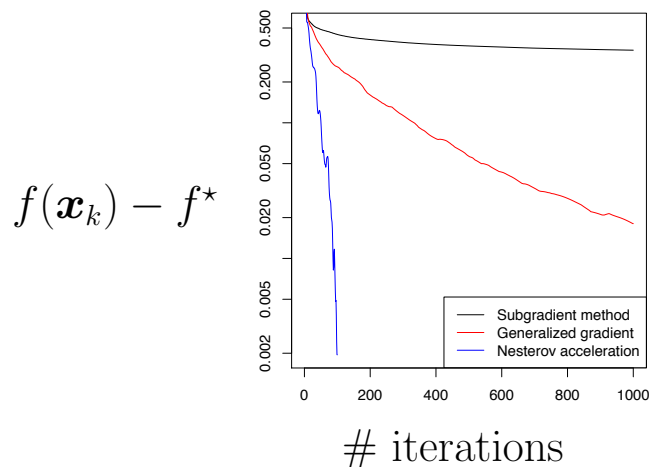 f(x_k) − f⋆
0.500
0.200
0.050
0.020
0.005
0.002
Subgradient method
Generalized gradient
Nesterov acceleration
0 200 400 600 800 1000
# iterations